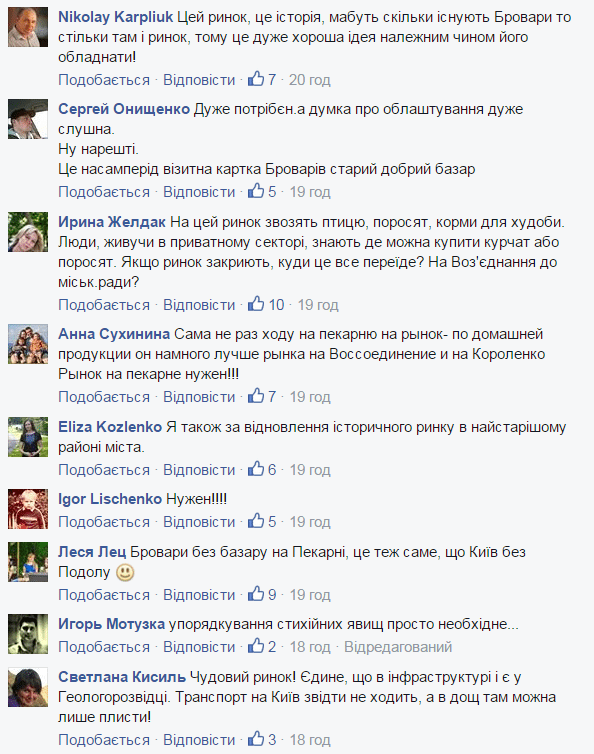 Nikolay Karpliuk Цей ринок, це історія, мабуть скільки існують Бровари то
стільки там і ринок, тому це дуже хороша ідея належним чином його
обладнати!
Подобається · Відповісти · 7 · 20 год
Сергей Онищенко Дуже потрібєн.а думка про облаштування дуже
слушна.
Ну нарешті.
Це насамперід візитна картка Броварів старий добрий базар
Подобається · Відповісти · 5 · 19 год
Ирина Желдак На цей ринок звозять птицю, поросят, корми для худоби.
Люди, живучи в приватному секторі, знають де можна купити курчат або
поросят. Якщо ринок закриють, куди це все переїде? На Воз'єднання до
міськ.ради?
Подобається · Відповісти · 10 · 19 год
Анна Сухинина Сама не раз ходу на пекарню на рынок- по домашней
продукции он намного лучше рынка на Воссоединение и на Короленко
Рынок на пекарне нужен!!!
Подобається · Відповісти · 7 · 19 год
Eliza Kozlenko Я також за відновлення історичного ринку в найстарішому
районі міста.
Подобається · Відповісти · 6 · 19 год
Igor Lischenko Нужен!!!!
Подобається · Відповісти · 5 · 19 год
Леся Лец Бровари без базару на Пекарні, це теж саме, що Київ без
Подолу
Подобається · Відповісти · 9 · 19 год
Игорь Мотузка упорядкування стихійних явищ просто необхідне...
Подобається · Відповісти · 2 · 18 год · Відредагований
Светлана Кисиль Чудовий ринок! Єдине, що в інфраструктурі і є у
Геологорозвідці. Транспорт на Київ звідти не ходить, а в дощ там можна
лише плисти!
Подобається · Відповісти · 3 · 18 год